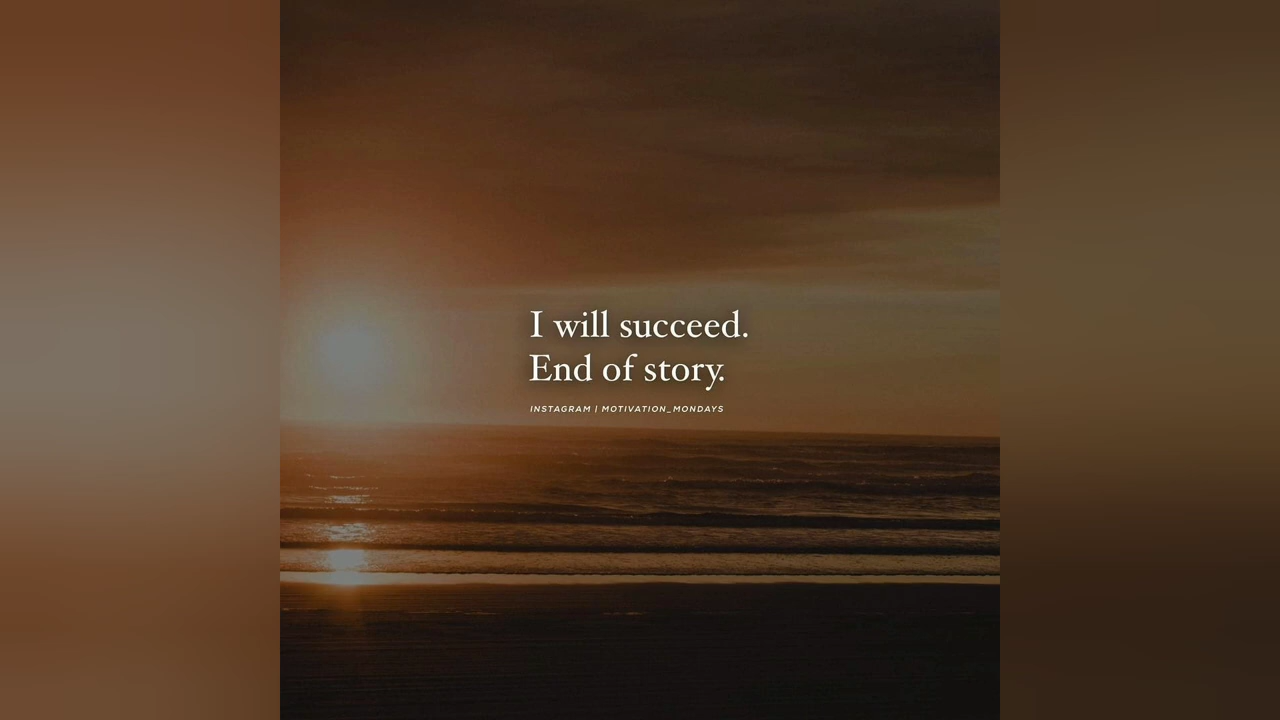 I will succeed.
End of story.
INSTAGRAM | MOTIVATION_MONDAYS